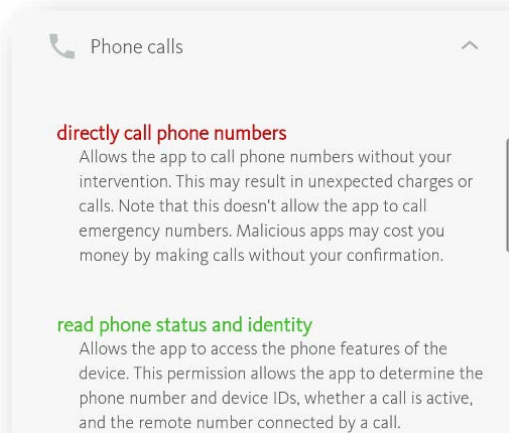 Phone calls
directly call phone numbers
Allows the app to call phone numbers without your
intervention. This may result in unexpected charges or
calls. Note that this doesn't allow the app to call
emergency numbers. Malicious apps may cost you
money by making calls without your confirmation.
read phone status and identity
Allows the app to access the phone features of the
device. This permission allows the app to determine the
phone number and device IDs, whether a call is active,
and the remote number connected by a call.